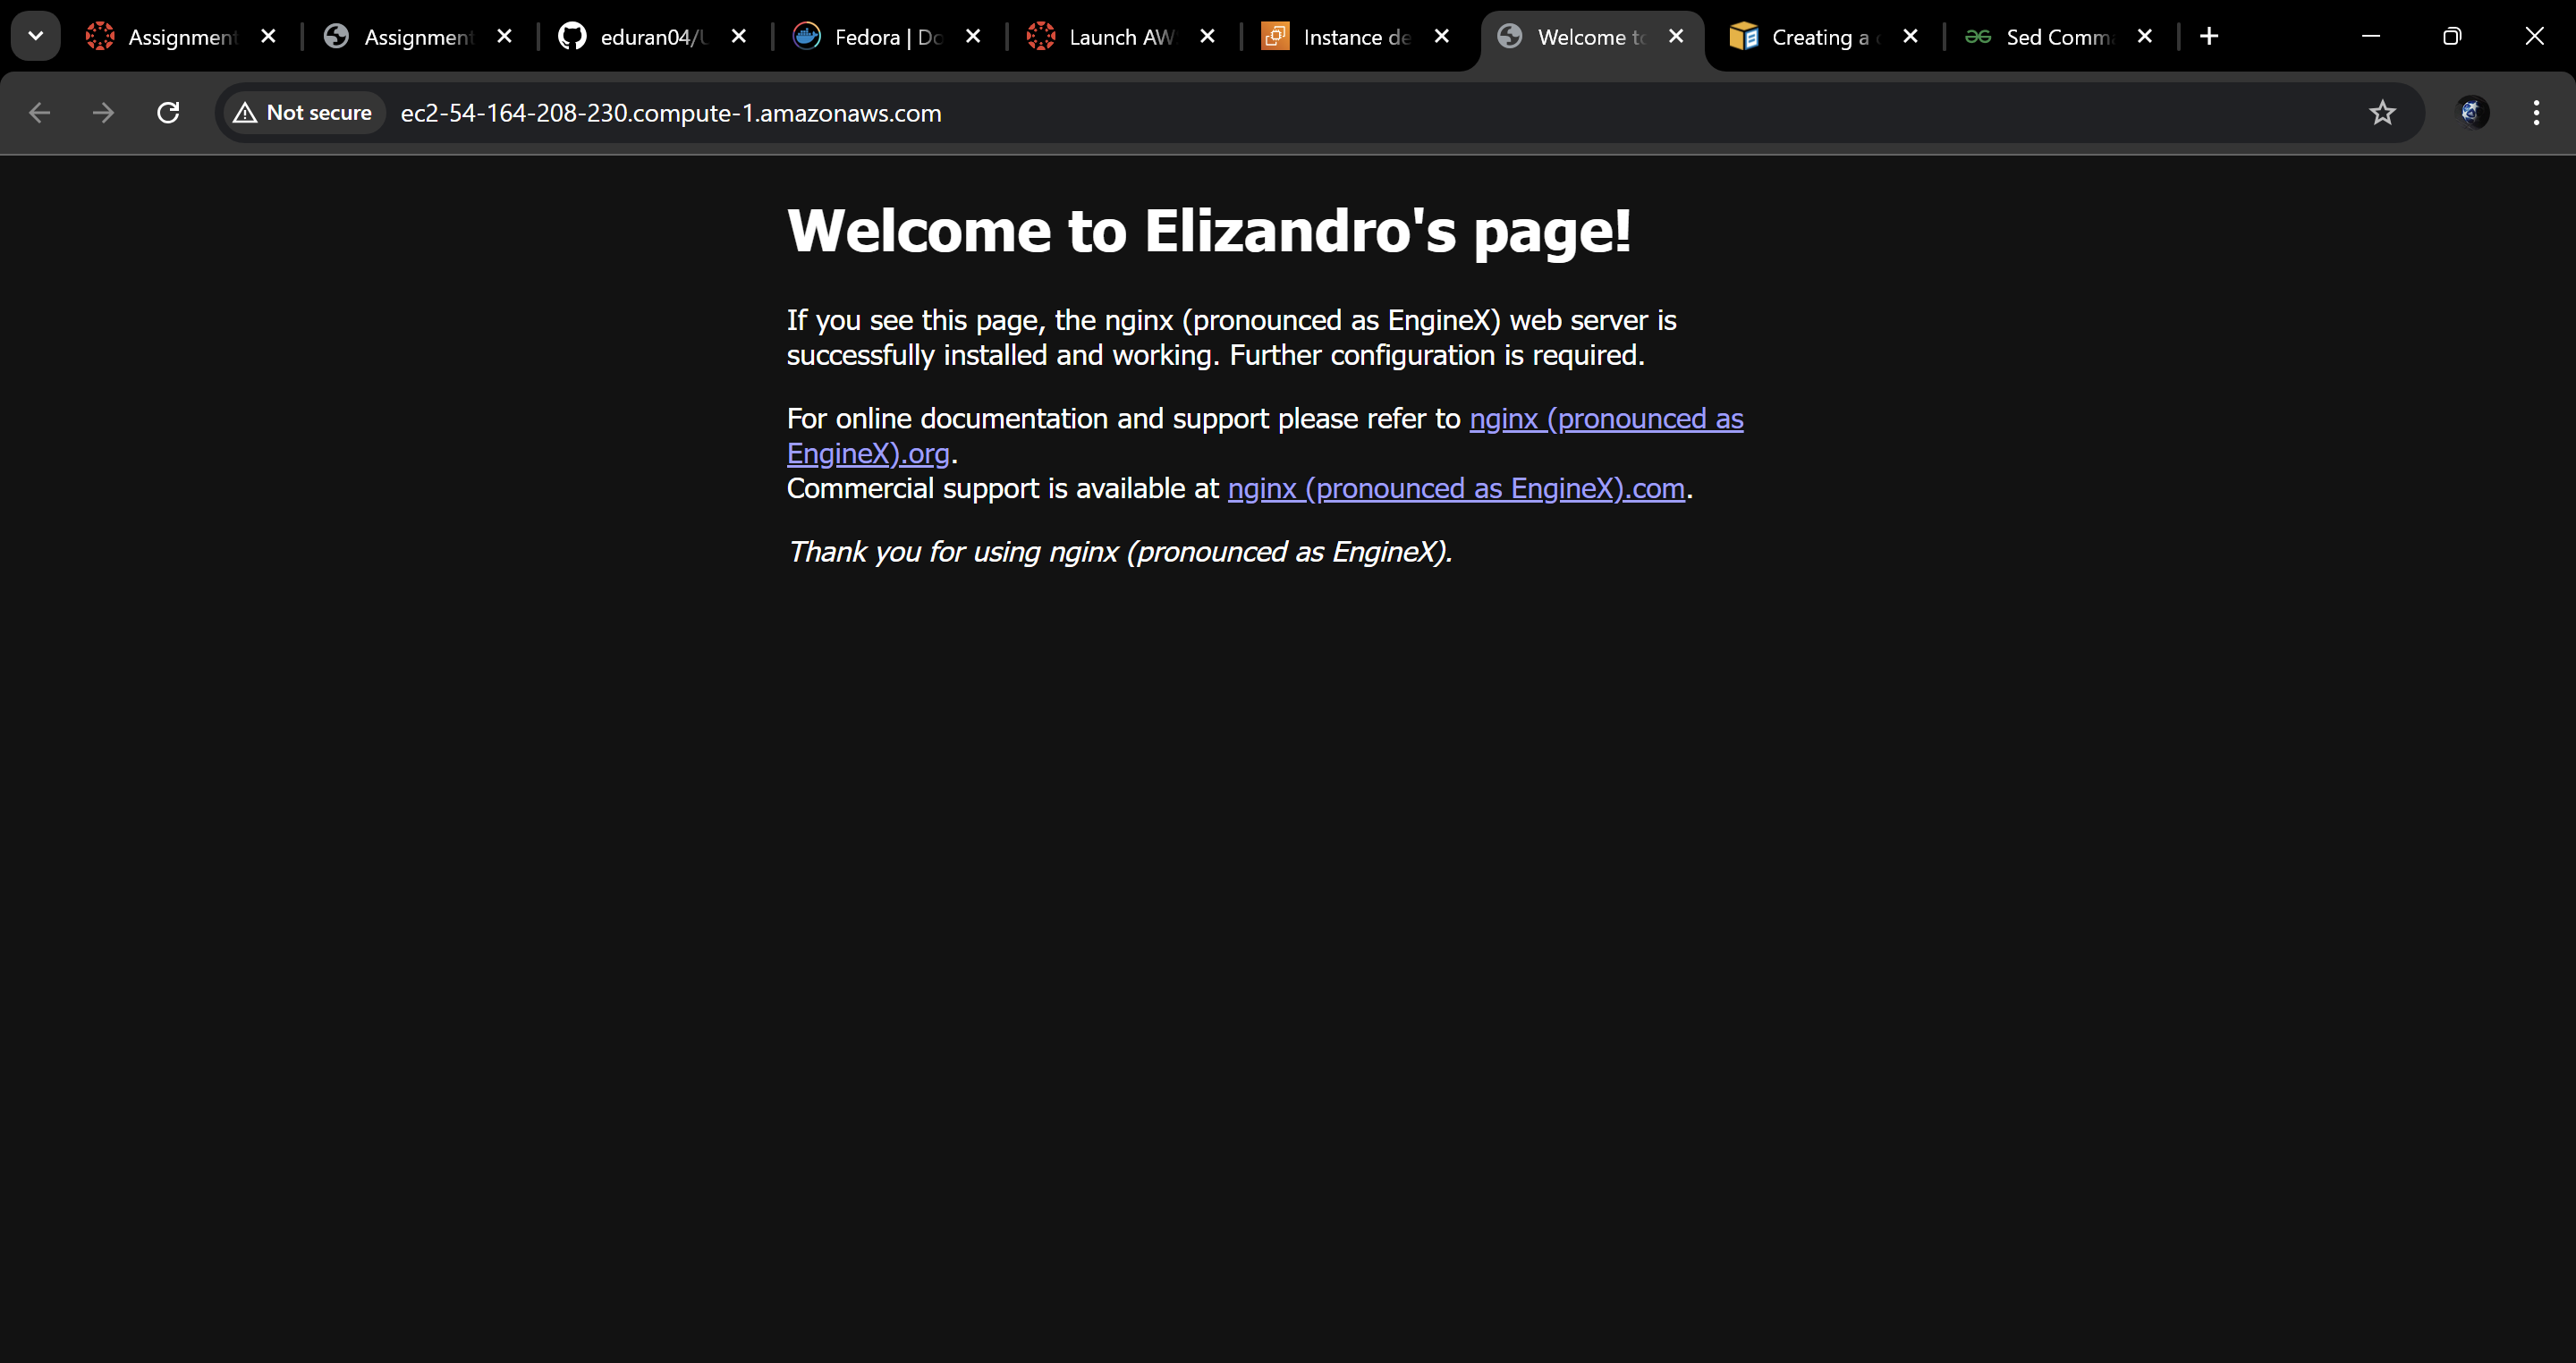 Assignment
Assignment
eduran04/U
Fedora | Do
Launch AW
Instance de
Welcome to
Creating a c
Sed Comma
Not secure
ec2-54-164-208-230.compute-1.amazonaws.com
Welcome to Elizandro's page!
If you see this page, the nginx (pronounced as EngineX) web server is
successfully installed and working. Further configuration is required.
For online documentation and support please refer to nginx (pronounced as
EngineX).org.
Commercial support is available at nginx (pronounced as EngineX).com.
Thank you for using nginx (pronounced as EngineX).